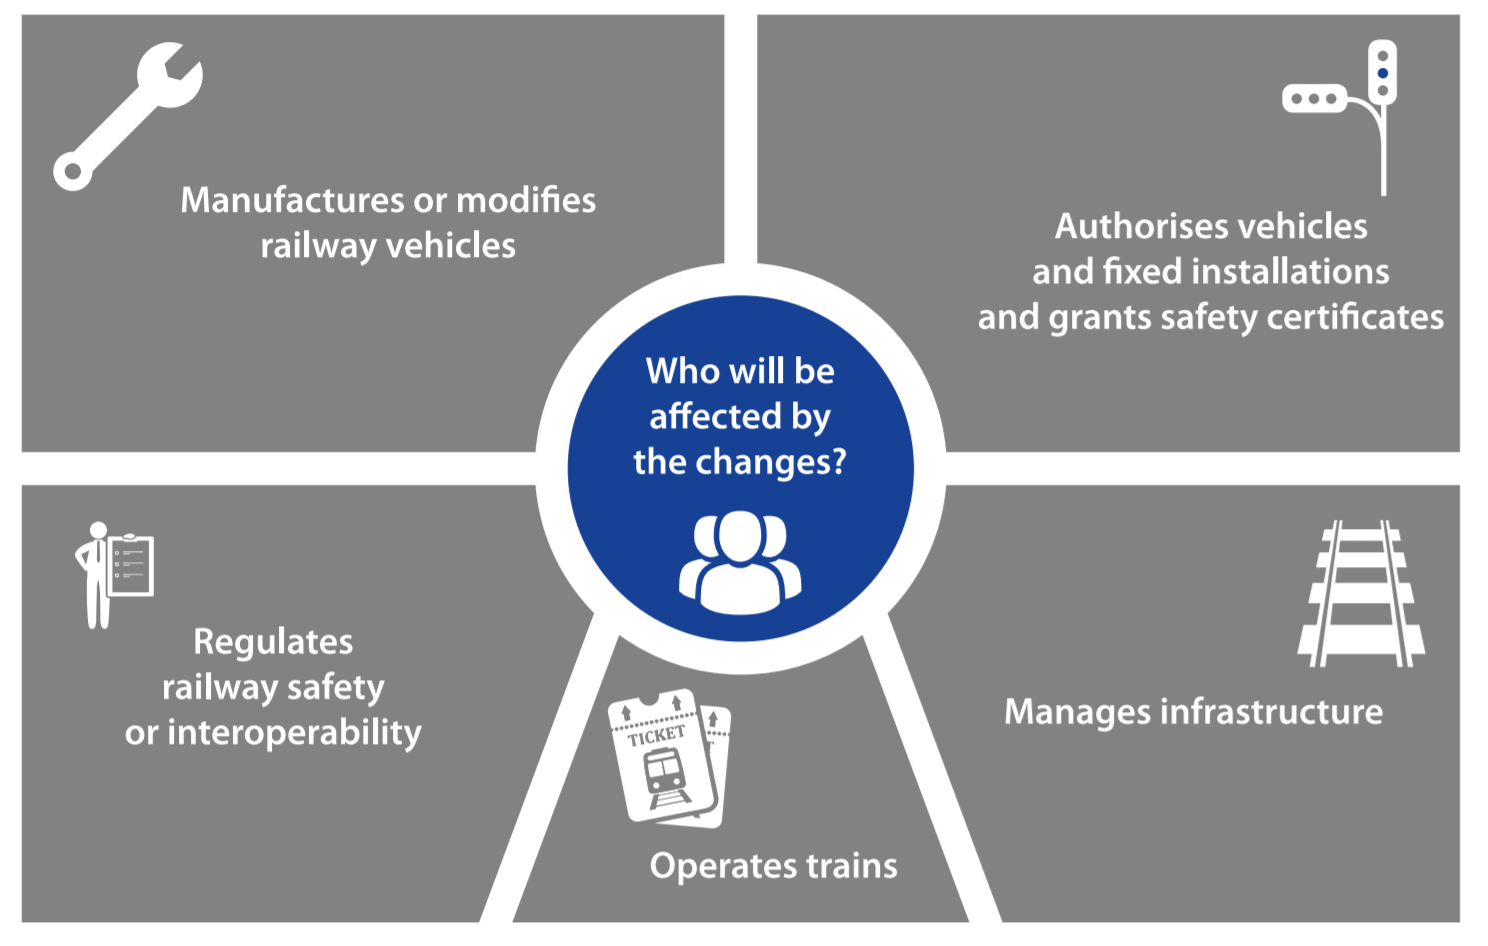 Manufactures or modifies
railway vehicles
Authorises vehicles
and fixed installations
and grants safety certificates
Who will be
affected by
the changes?
Regulates
railway safety
or interoperability
TICKET
T
Operates trains
Manages infrastructure